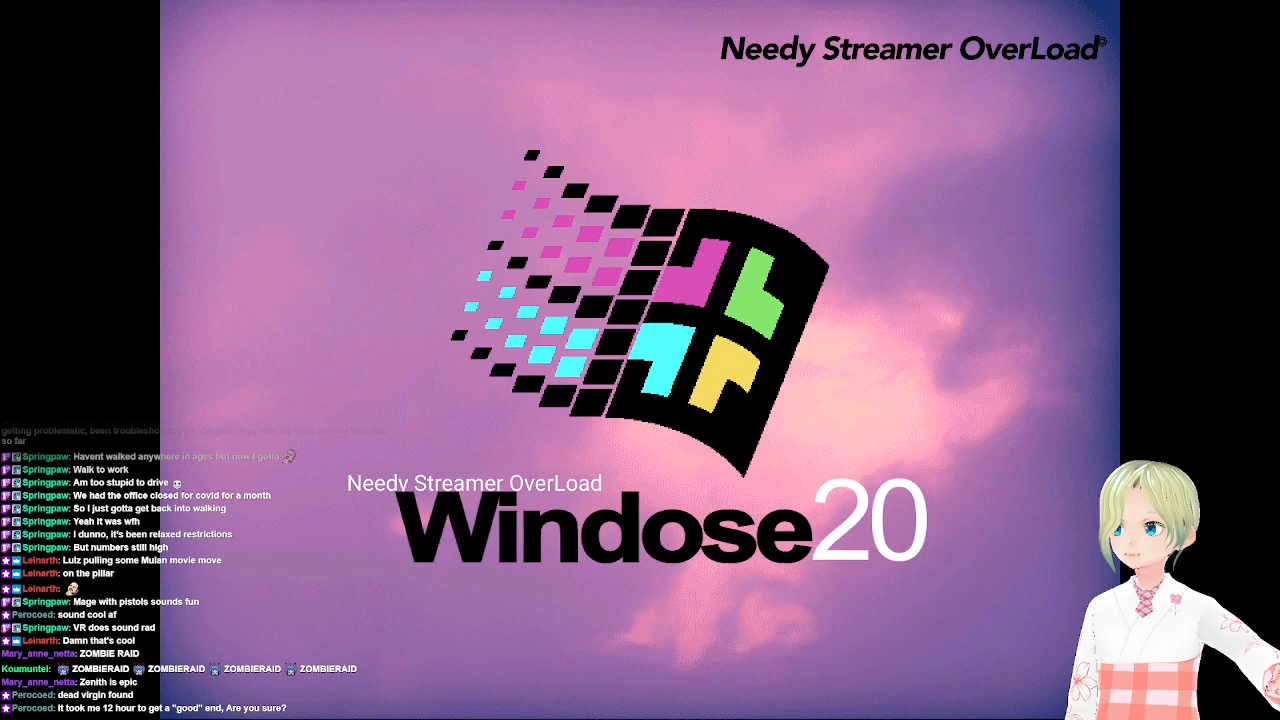 Needy Streamer OverLoad
Needy Streamer OverLoad
Windose20
getting problematic, been
so far
Springpaw: Havent walked anywhere in ages but now I gotta
Springpaw: Walk to work
Springpaw: Am too stupid to drive
Springpaw: We had the office closed for covid for a month
Springpaw: So I just gotta get back into walking
Springpaw: Yeah it was wfh
Springpaw: I dunno, it's been relaxed restrictions
Springpaw: But numbers still high
Leinarth: Lulz pulling some Mulan movie move
Leinarth: on the pillar
Leinarth:
Springpaw: Mage with pistols sounds fun
Perocoed: sound cool af
Springpaw: VR does sound rad
Leinarth: Damn that's cool
Mary_anne_netta: ZOMBIE RAID
Koumuntel: ZOMBIERAID ZOMBIERAID ZOMBIERAID ZOMBIERAID
Mary_anne_netta: Zenith is epic
Perocoed: dead virgin found
Perocoed: It took me 12 hour to get a "good" end, Are you sure?